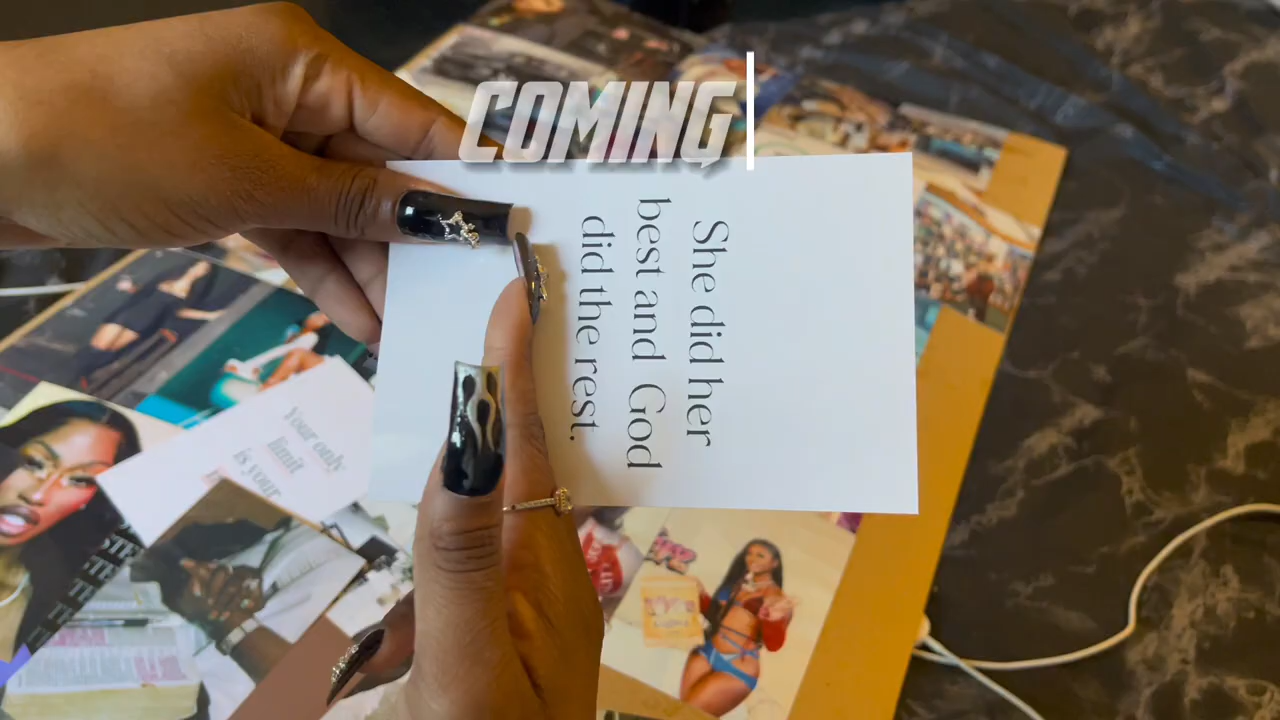 COMING
She did her
best and God
did the rest.
Your only
limit
is your